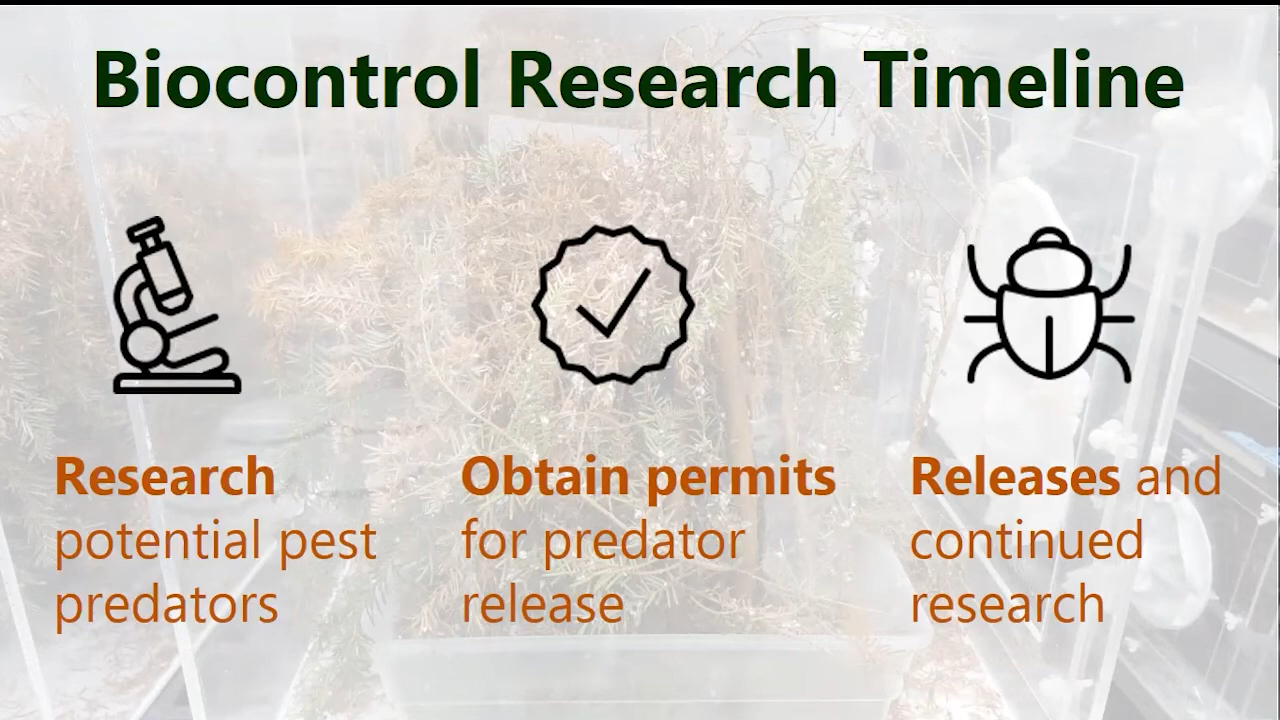 Biocontrol Research Timeline
Research
potential pest
predators
Obtain permits
for predator
release
Releases and
continued
research